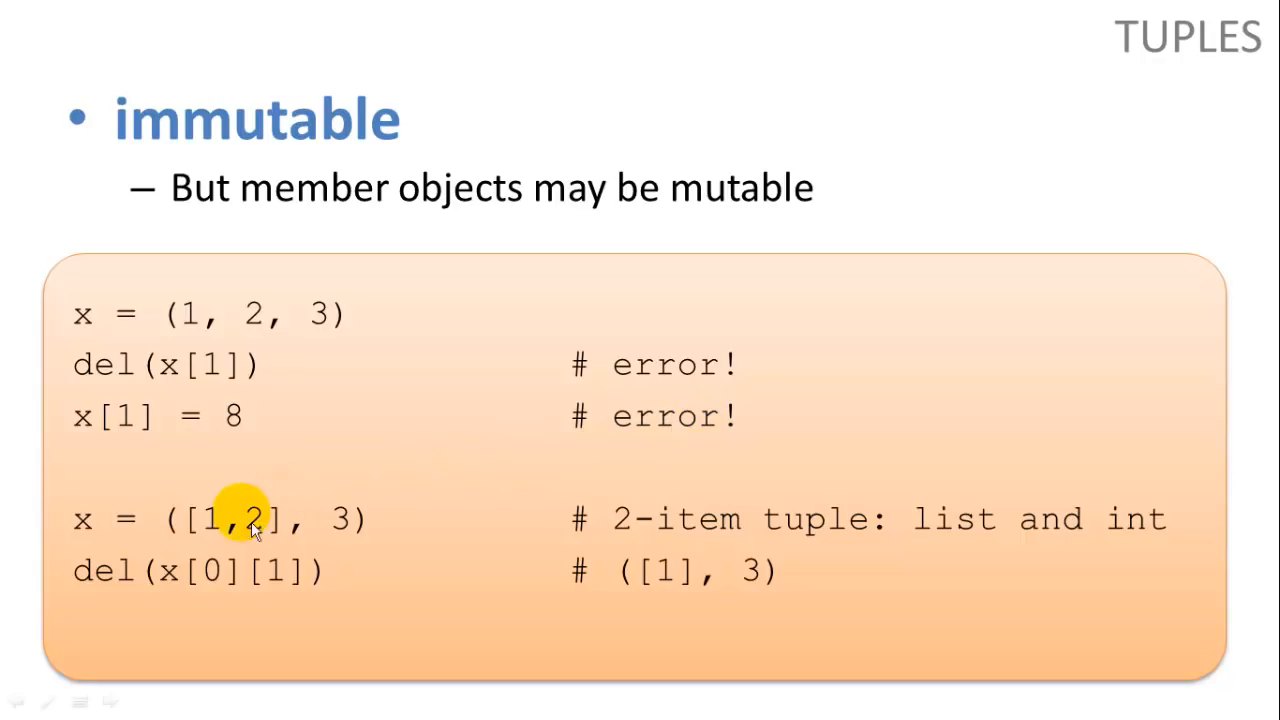 TUPLES
• immutable
– But member objects may be mutable
x = (1, 2, 3)
del(x[1]) # error!
x[1] = 8 # error!
x = ([1,2], 3) # 2-item tuple: list and int
del(x[0][1]) # ([1], 3)